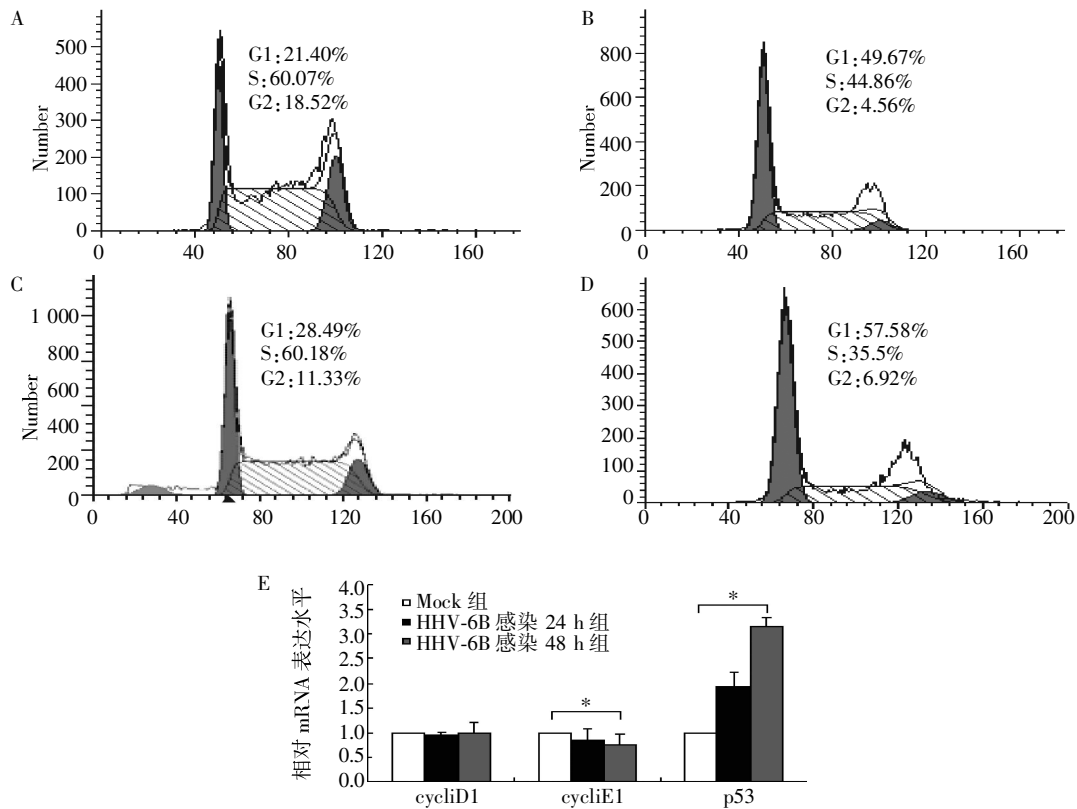 A
500
400
300
200
100
0
Number
G1:21.40%
S:60.07%
G2:18.52%
0 40 80 120 160
B
800
600
400
200
0
Number
G1:49.67%
S:44.86%
G2:4.56%
0 40 80 120 160
C
1 000
800
600
400
200
0
Number
G1:28.49%
S:60.18%
G2:11.33%
0 40 80 120 160 200
D
600
500
400
300
200
100
0
G1:57.58%
S:35.5%
G2:6.92%
0 40 80 120 160 200
E
相对 mRNA 表达水平
4.0
3.5
3.0
2.5
2.0
1.5
1.0
0.5
0.0
Mock 组
HHV-6B 感染 24 h 组
HHV-6B 感染 48 h 组
*
*
cycliD1 cycliE1 p53